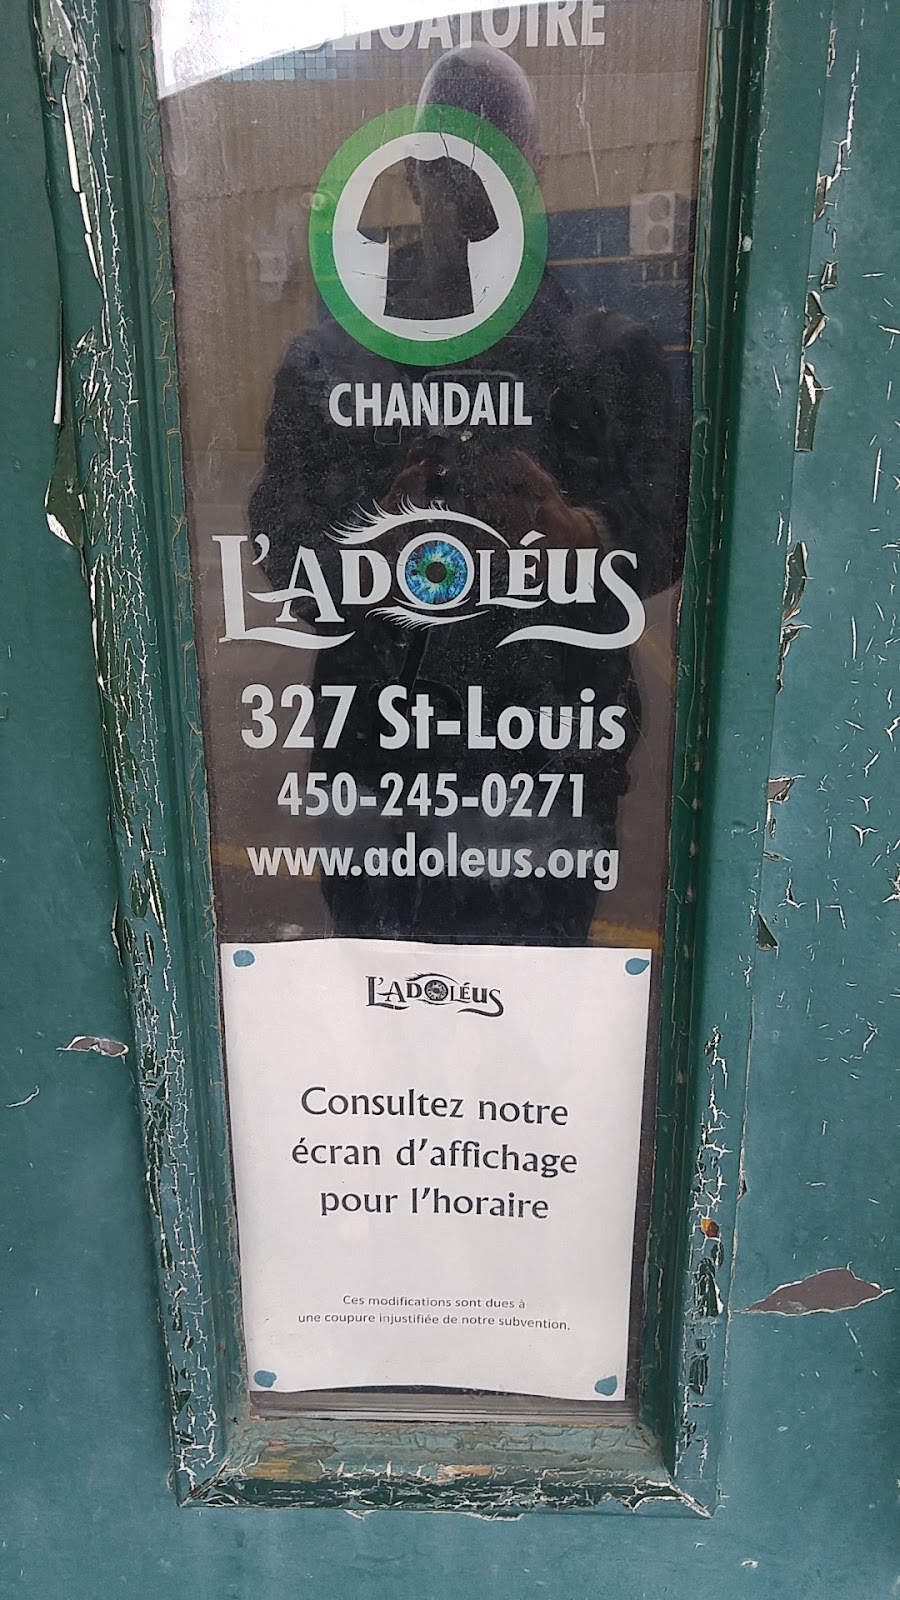 CHANDAIL
L'ADOLÉUS
327 St-Louis
450-245-0271
www.adoleus.org
L'ADOLÉUS
Consultez notre
écran d'affichage
pour l'horaire
Ces modifications sont dues à
une coupure injustifiée de notre subvention.